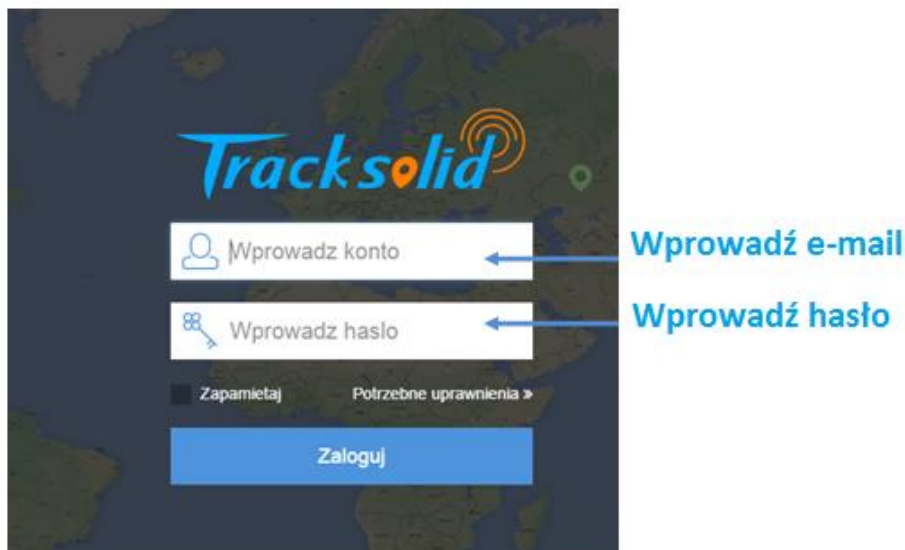 Tracksolid
Wprowadz konto
Wprowadź e-mail
Wprowadz haslo
Wprowadź hasło
Zapamietaj
Potrzebne uprawnienia »
Zaloguj